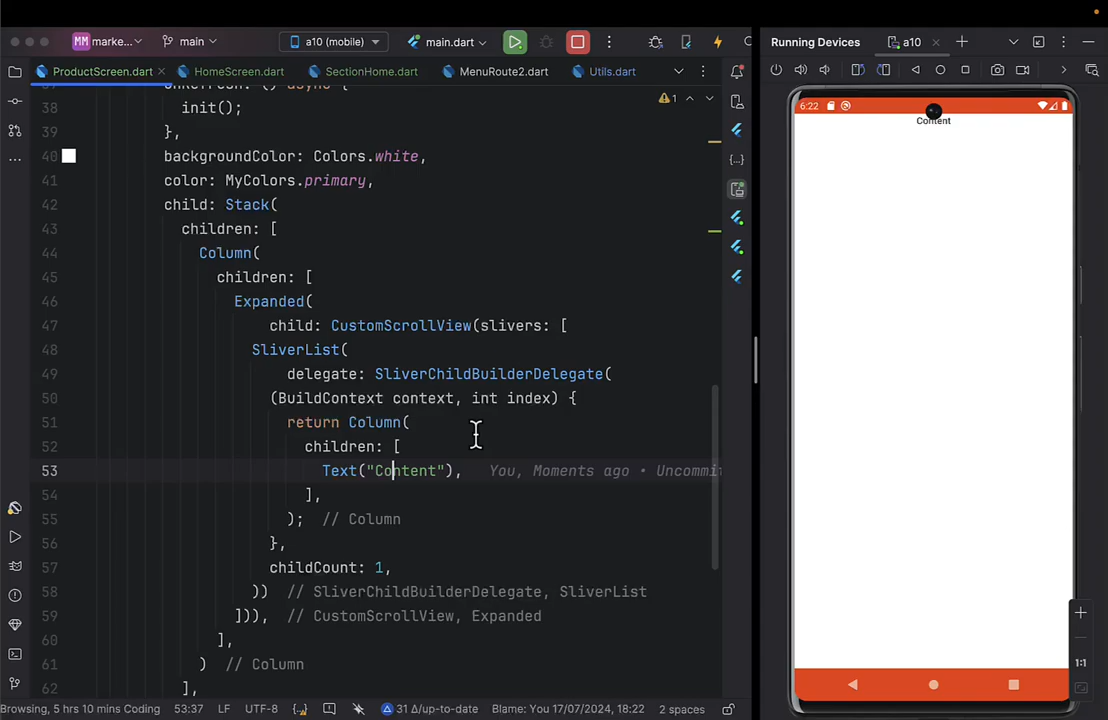 MM marke... main a10 (mobile) main.dart
Running Devices a10
ProductScreen.dart HomeScreen.dart SectionHome.dart MenuRoute2.dart Utils.dart
38 init();
39 },
40 backgroundColor: Colors.white,
41 color: MyColors.primary,
42 child: Stack(
43 children: [
44 Column(
45 children: [
46 Expanded(
47 child: CustomScrollView(slivers: [
48 SliverList(
49 delegate: SliverChildBuilderDelegate(
50 (BuildContext context, int index) {
51 return Column(
52 children: [
53 Text("Content"), You, Moments ago • Uncommi
54 ],
55 ); // Column
56 },
57 childCount: 1,
58 )) // SliverChildBuilderDelegate, SliverList
59 ])), // CustomScrollView, Expanded
60 ],
61 ) // Column
62 ],
1
6:22
Content
1:1
Browsing, 5 hrs 10 mins Coding 53:37 LF UTF-8 31 Δ/up-to-date Blame: You 17/07/2024, 18:22 2 spaces